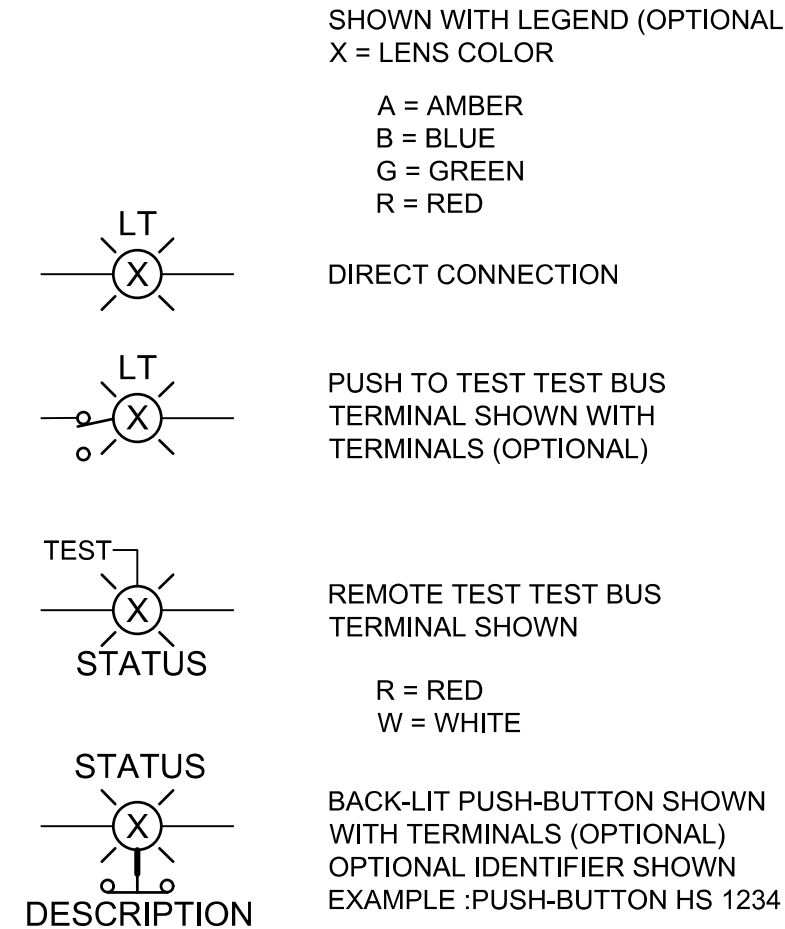 SHOWN WITH LEGEND (OPTIONAL
X = LENS COLOR
A = AMBER
B = BLUE
G = GREEN
R = RED
LT
X
DIRECT CONNECTION
LT
X
PUSH TO TEST TEST BUS
TERMINAL SHOWN WITH
TERMINALS (OPTIONAL)
TEST
X
STATUS
REMOTE TEST TEST BUS
TERMINAL SHOWN
R = RED
W = WHITE
STATUS
X
DESCRIPTION
BACK-LIT PUSH-BUTTON SHOWN
WITH TERMINALS (OPTIONAL)
OPTIONAL IDENTIFIER SHOWN
EXAMPLE :PUSH-BUTTON HS 1234